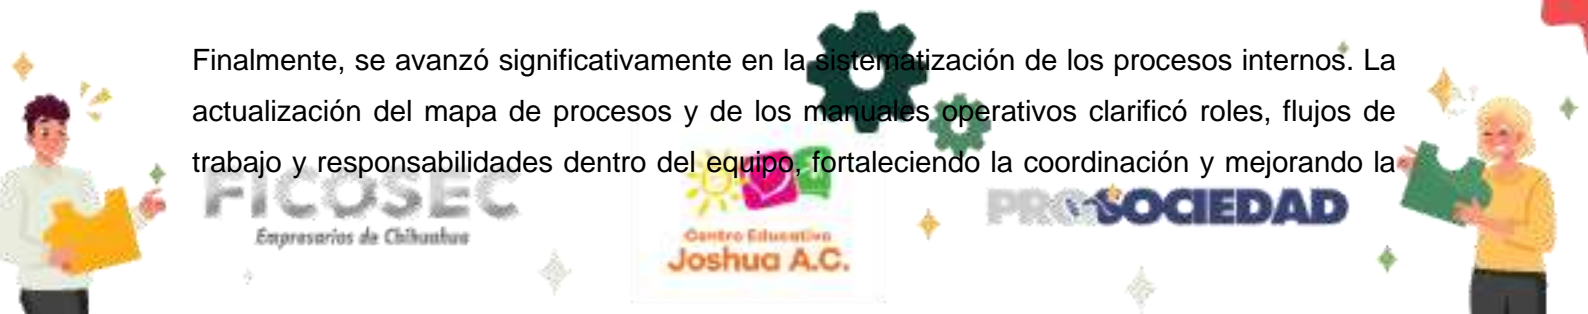 Finalmente, se avanzó significativamente en la sistematización de los procesos internos. La
actualización del mapa de procesos y de los manuales operativos clarificó roles, flujos de
trabajo y responsabilidades dentro del equipo, fortaleciendo la coordinación y mejorando la
FICOSEC
Empresarios de Chihuahua
Centro Educativo
Joshua A.C.
PROSOCIEDAD